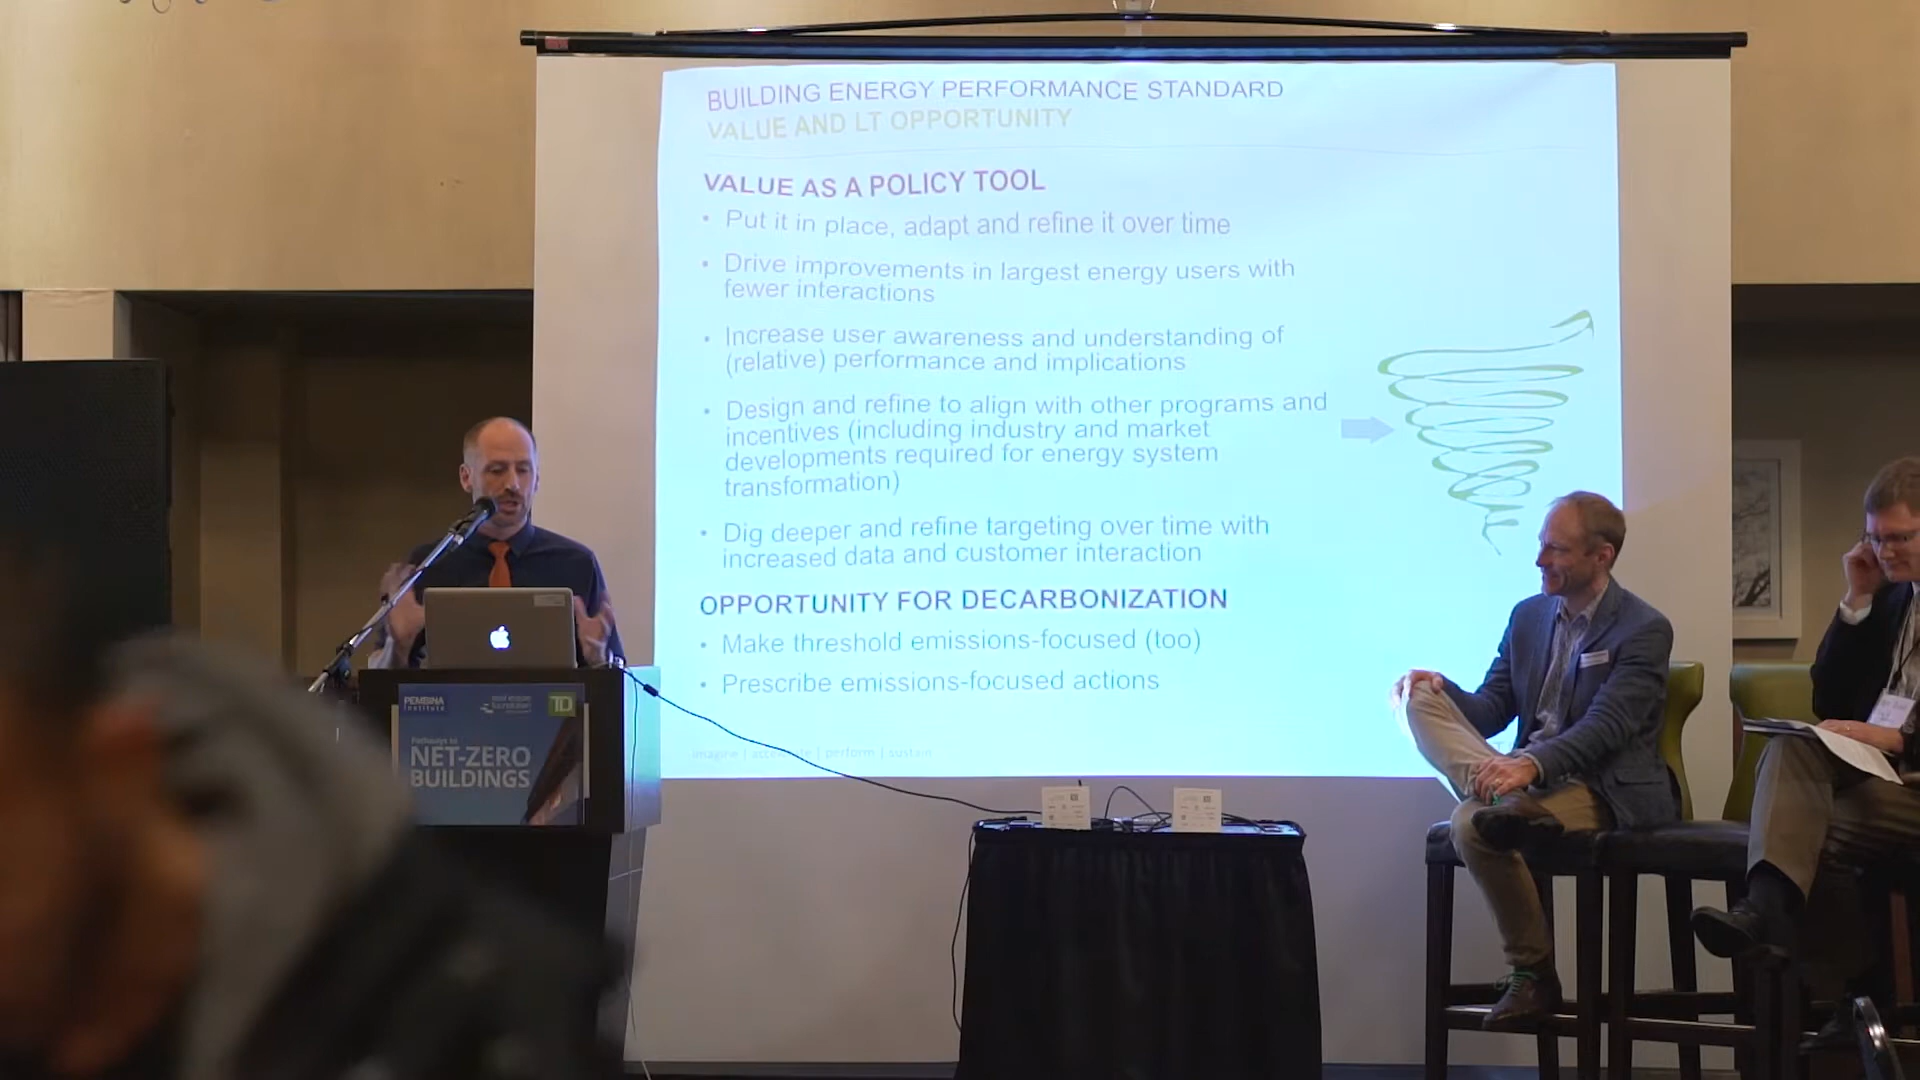 BUILDING ENERGY PERFORMANCE STANDARD
VALUE AND LT OPPORTUNITY
VALUE AS A POLICY TOOL
• Put it in place, adapt and refine it over time
• Drive improvements in largest energy users with
fewer interactions
• Increase user awareness and understanding of
(relative) performance and implications
• Design and refine to align with other programs and
incentives (including industry and market
developments required for energy system
transformation)
• Dig deeper and refine targeting over time with
increased data and customer interaction
OPPORTUNITY FOR DECARBONIZATION
• Make threshold emissions-focused (too)
• Prescribe emissions-focused actions
imagine | accelerate | perform | sustain
PEMBINA
institute
foundation
TD
Pathways to
NET-ZERO
BUILDINGS